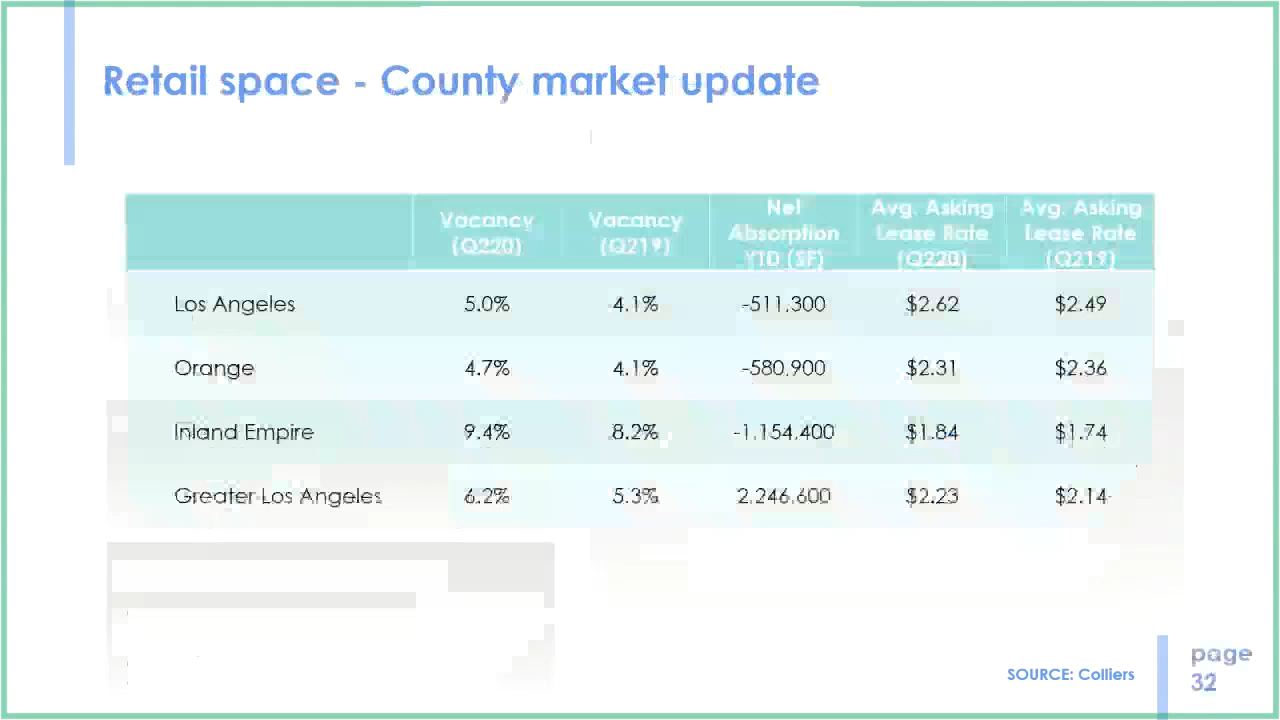 Retail space - County market update
Vacancy (Q220) Vacancy (Q219) Net Absorption YTD (SF) Avg. Asking Lease Rate (Q220) Avg. Asking Lease Rate (Q219)
Los Angeles 5.0% 4.1% -511,300 $2.62 $2.49
Orange 4.7% 4.1% -580,900 $2.31 $2.36
Inland Empire 9.4% 8.2% -1,154,400 $1.84 $1.74
Greater Los Angeles 6.2% 5.3% 2,246,600 $2.23 $2.14
SOURCE: Colliers
page
32